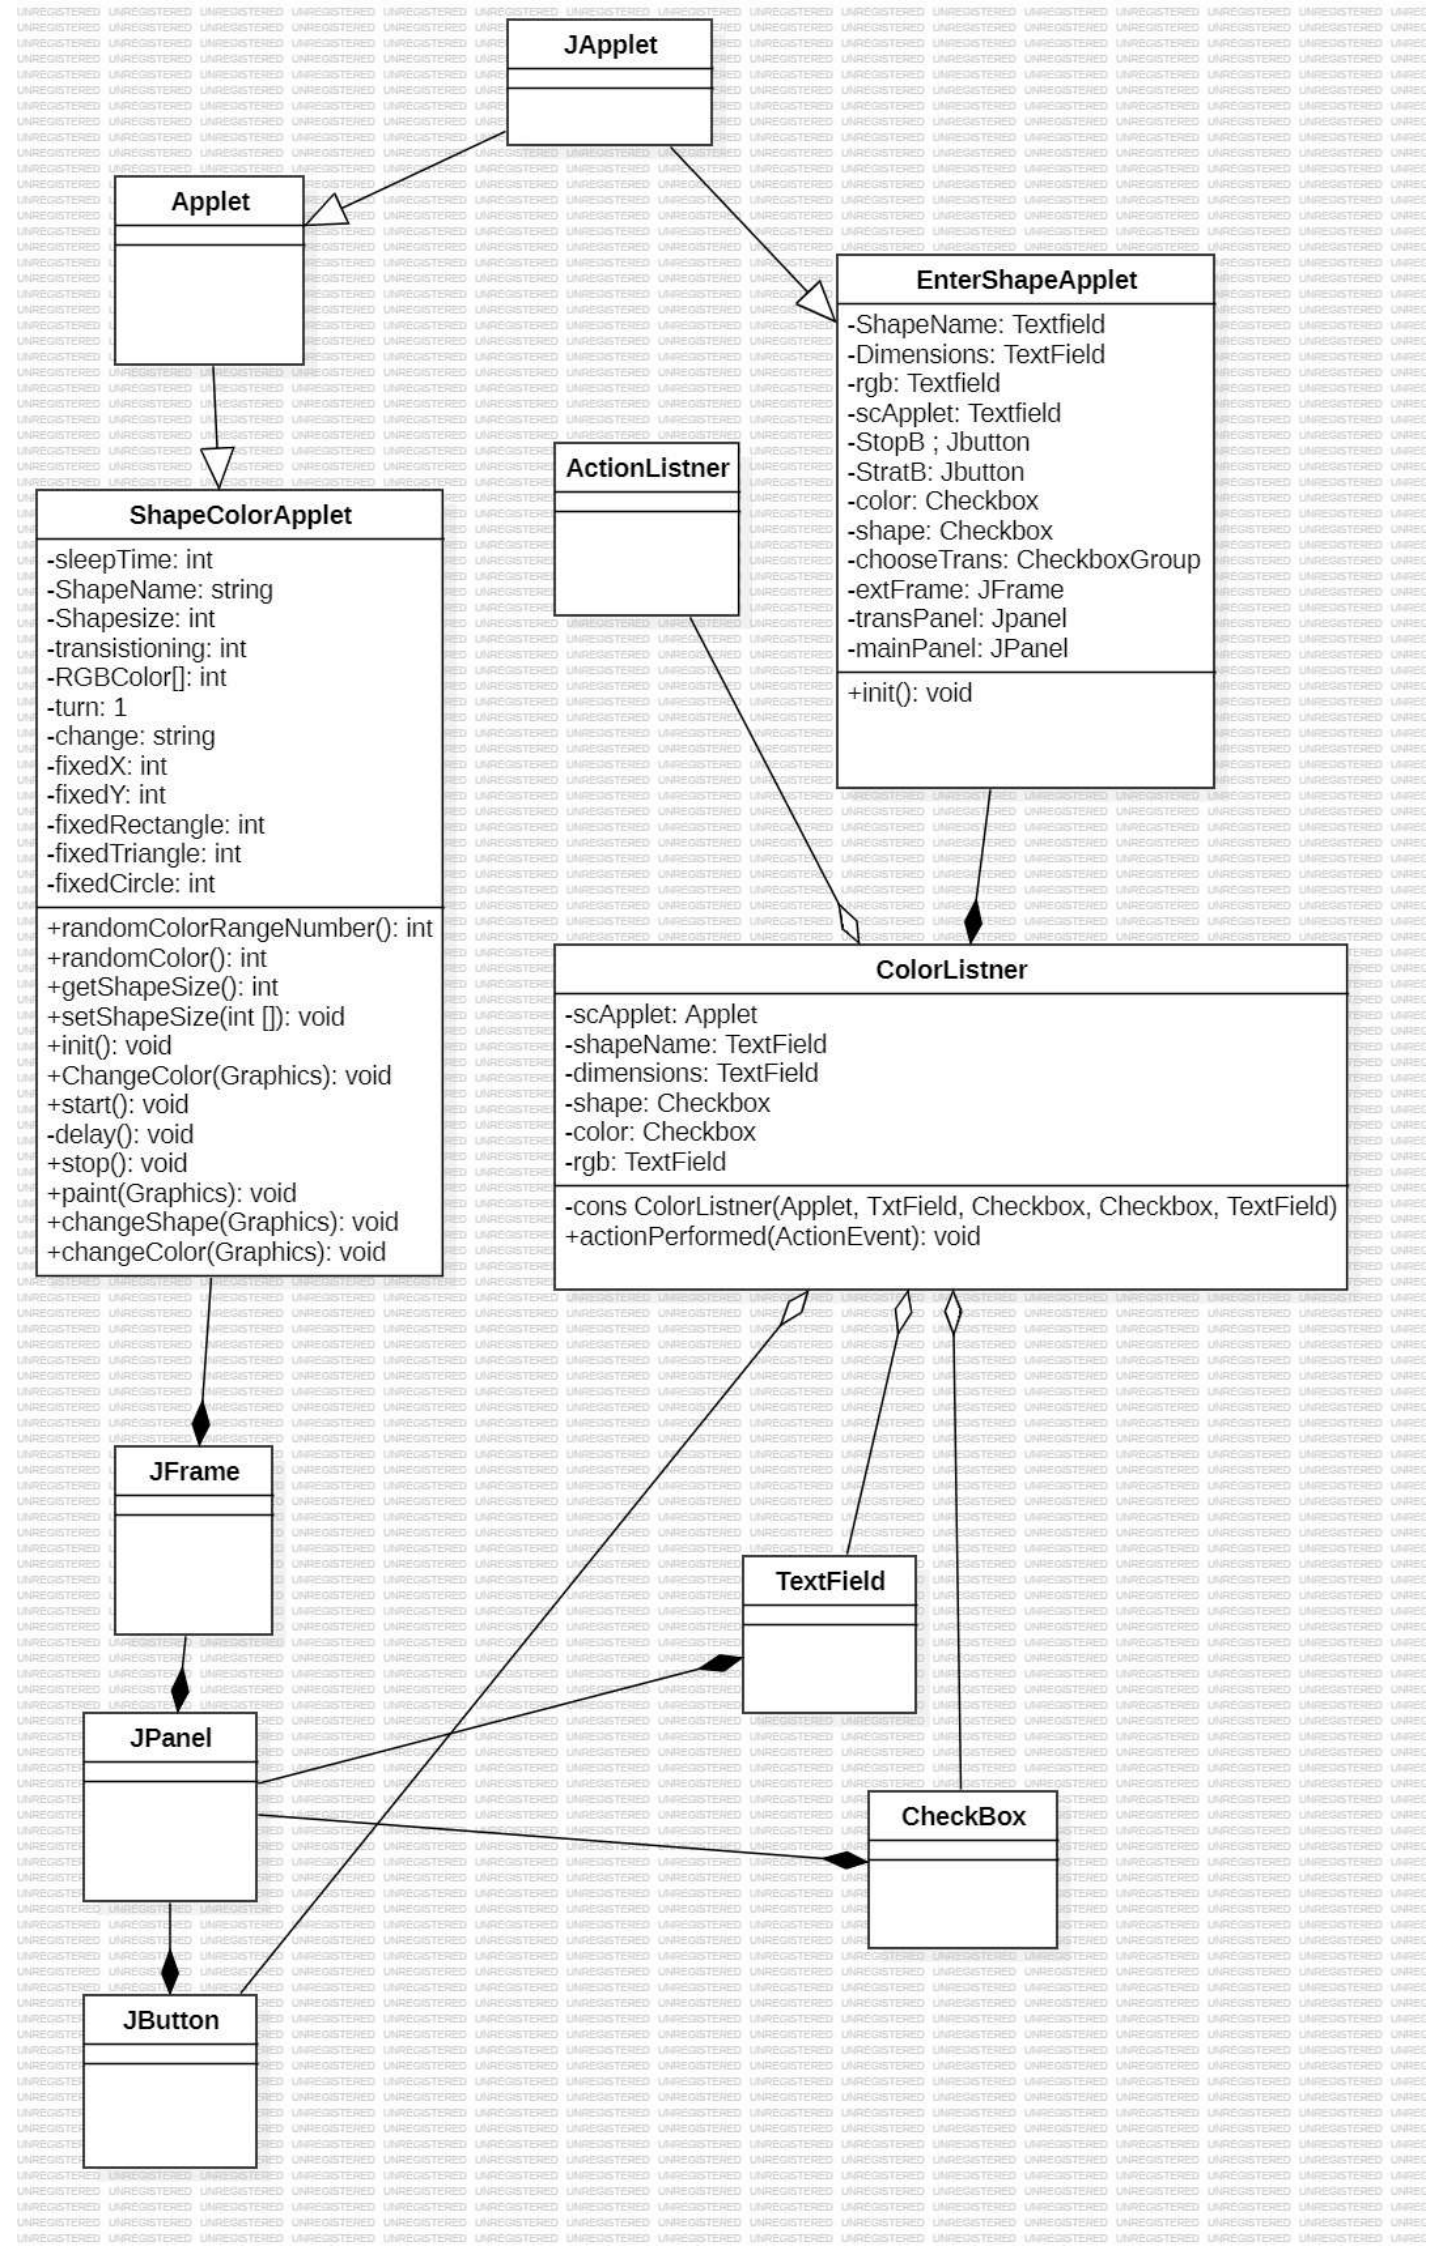 JApplet
Applet
EnterShapeApplet
-ShapeName: Textfield
-Dimensions: TextField
-rgb: Textfield
-scApplet: Textfield
-StopB ; Jbutton
-StratB: Jbutton
-color: Checkbox
-shape: Checkbox
-chooseTrans: CheckboxGroup
-extFrame: JFrame
-transPanel: Jpanel
-mainPanel: JPanel
+init(): void
ActionListner
ShapeColorApplet
-sleepTime: int
-ShapeName: string
-Shapesize: int
-transistioning: int
-RGBColor[]: int
-turn: 1
-change: string
-fixedX: int
-fixedY: int
-fixedRectangle: int
-fixedTriangle: int
-fixedCircle: int
+randomColorRangeNumber(): int
+randomColor(): int
+getShapeSize(): int
+setShapeSize(int []): void
+init(): void
+ChangeColor(Graphics): void
+start(): void
-delay(): void
+stop(): void
+paint(Graphics): void
+changeShape(Graphics): void
+changeColor(Graphics): void
ColorListner
-scApplet: Applet
-shapeName: TextField
-dimensions: TextField
-shape: Checkbox
-color: Checkbox
-rgb: TextField
-cons ColorListner(Applet, TxtField, Checkbox, Checkbox, TextField)
+actionPerformed(ActionEvent): void
JFrame
TextField
JPanel
CheckBox
JButton
UNREGISTERED